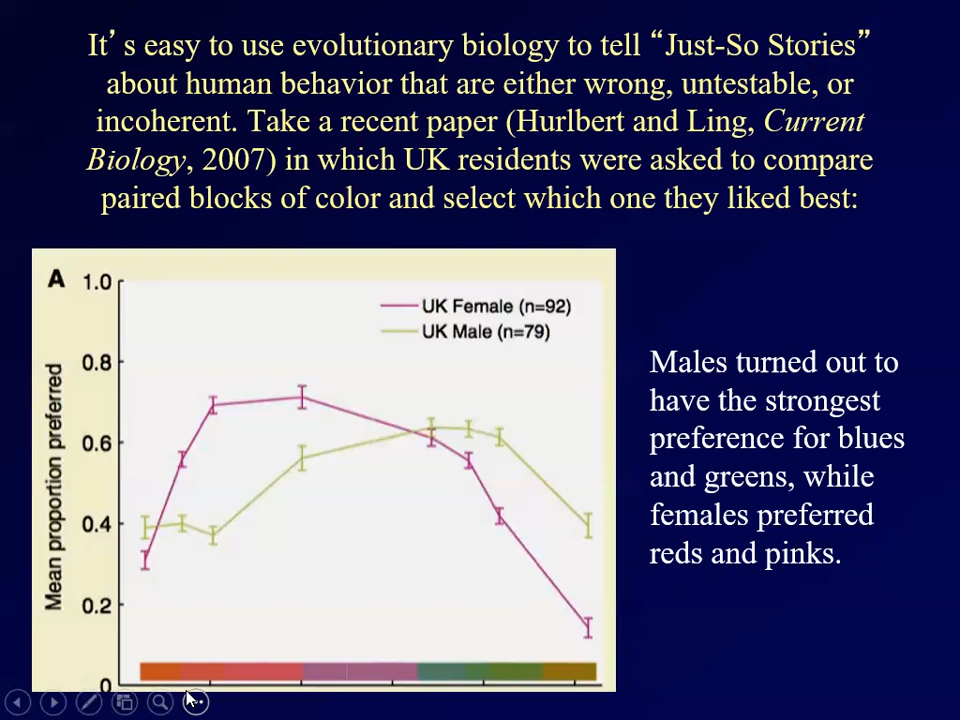 It’s easy to use evolutionary biology to tell “Just-So Stories”
about human behavior that are either wrong, untestable, or
incoherent. Take a recent paper (Hurlbert and Ling, Current
Biology, 2007) in which UK residents were asked to compare
paired blocks of color and select which one they liked best:
A
1.0
UK Female (n=92)
UK Male (n=79)
0.8
0.6
0.4
0.2
0
Mean proportion preferred
Males turned out to
have the strongest
preference for blues
and greens, while
females preferred
reds and pinks.